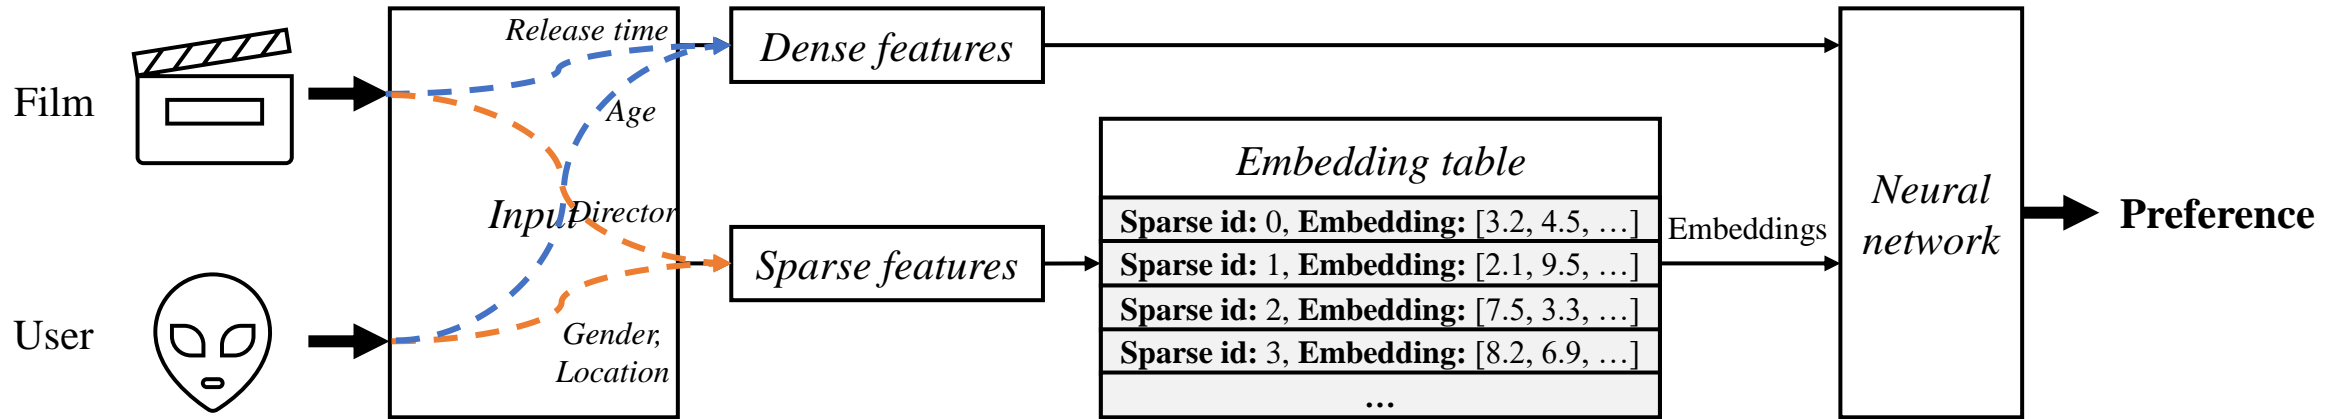 Film
User
Release time
Age
Input
Director
Gender,
Location
Dense features
Sparse features
Embedding table
Sparse id: 0, Embedding: [3.2, 4.5, …]
Sparse id: 1, Embedding: [2.1, 9.5, …]
Sparse id: 2, Embedding: [7.5, 3.3, …]
Sparse id: 3, Embedding: [8.2, 6.9, …]
…
Embeddings
Neural
network
Preference